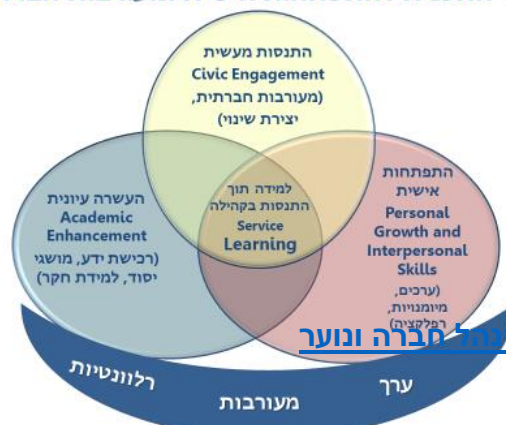 התנסות מעשית
Civic Engagement
(מעורבות חברתית,
יצירת שינוי)
העשרה עיונית
Academic
Enhancement
(רכישת ידע, מושגי
יסוד, למידת חקר)
למידה תוך
התנסות בקהילה
Service
Learning
התפתחות
אישית
Personal
Growth and
Interpersonal
Skills
(ערכים,
מיומנויות,
רפלקציה)
נהל חברה ונוער
רלוונטיות
מעורבות
ערך